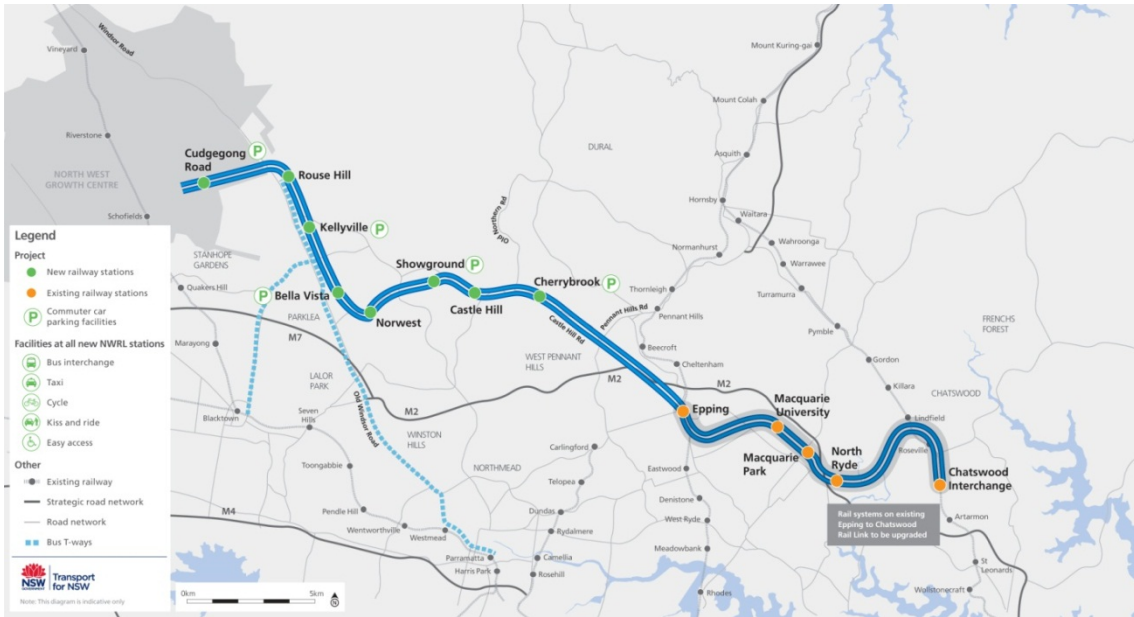 Windsor Road
Vineyard
Riverstone
NORTH WEST
GROWTH CENTRE
Schofields
Cudgegong
Road
P
Rouse Hill
Kellyville
P
STANHOPE
GARDENS
Quakers Hill
P
Bella Vista
PARKLEA
M7
Norwest
Showground
P
Castle Hill
Cherrybrook
P
Old Northern Rd
DURAL
Mount Kuring-gai
Mount Colah
Asquith
Hornsby
Waitara
Wahroonga
Warrawee
Turramurra
Normanhurst
Thornleigh
Pennant Hills Rd
Pennant Hills
Castle Hill Rd
Beecroft
Cheltenham
WEST PENNANT
HILLS
M2
M2
Pymble
Gordon
Killara
FRENCHS
FOREST
CHATSWOOD
Lindfield
Roseville
Marayong
LALOR
PARK
Blacktown
Seven
Hills
Old Windsor Road
M2
WINSTON
HILLS
Toongabbie
NORTHMEAD
Pendle Hill
Wentworthville
Westmead
M4
Parramatta
Harris Park
Carlingford
Telopea
Dundas
Rydalmere
Camellia
Rosehill
Epping
Eastwood
Denistone
West Ryde
Meadowbank
Rhodes
Macquarie
University
Macquarie
Park
North
Ryde
Chatswood
Interchange
Artarmon
St
Leonards
Wollstonecraft
Rail systems on existing
Epping to Chatswood
Rail Link to be upgraded
Legend
Project
New railway stations
Existing railway stations
P
Commuter car
parking facilities
Facilities at all new NWRL stations
Bus interchange
Taxi
Cycle
Kiss and ride
Easy access
Other
Existing railway
Strategic road network
Road network
Bus T-ways
NSW
GOVERNMENT
Transport
for NSW
Note: This diagram is indicative only
0km
5km
N